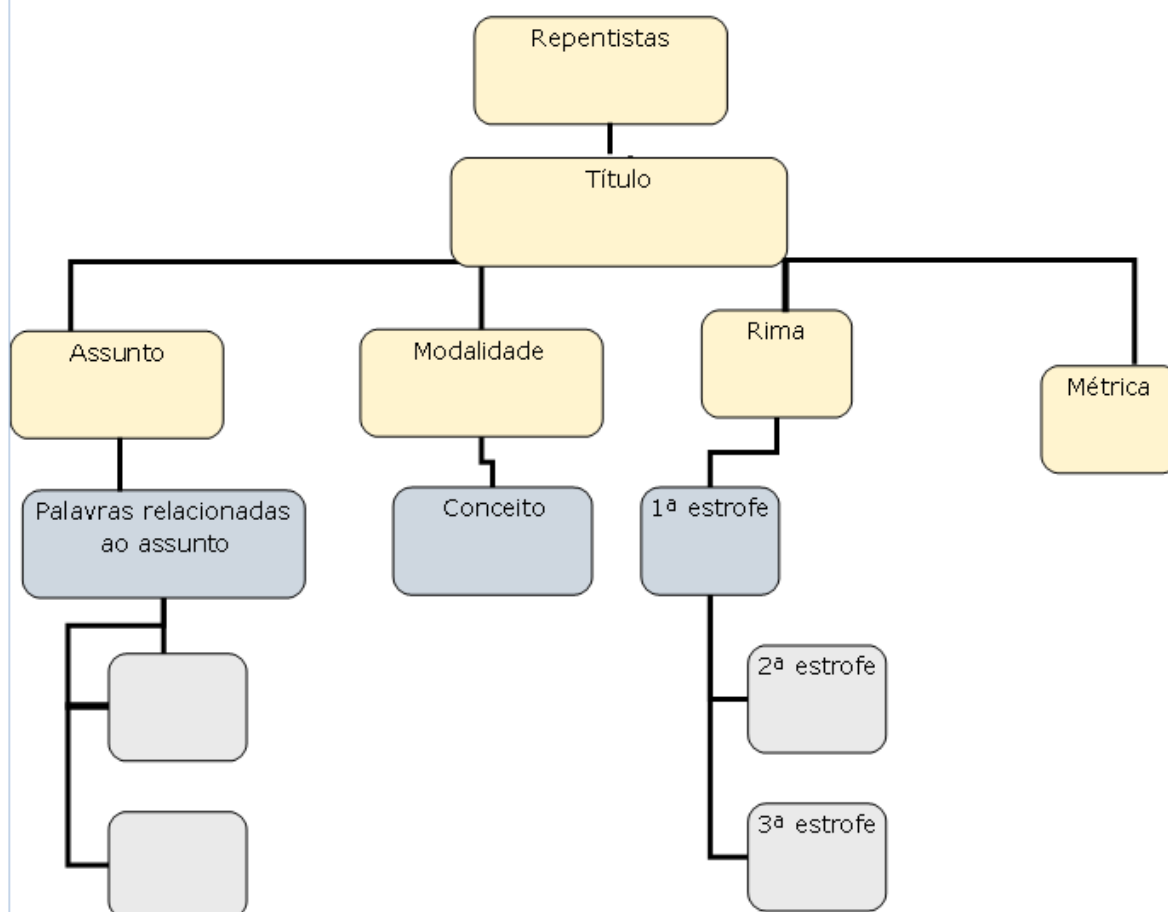 Repentistas
Título
Assunto
Modalidade
Rima
Métrica
Palavras relacionadas
ao assunto
Conceito
1ª estrofe
2ª estrofe
3ª estrofe